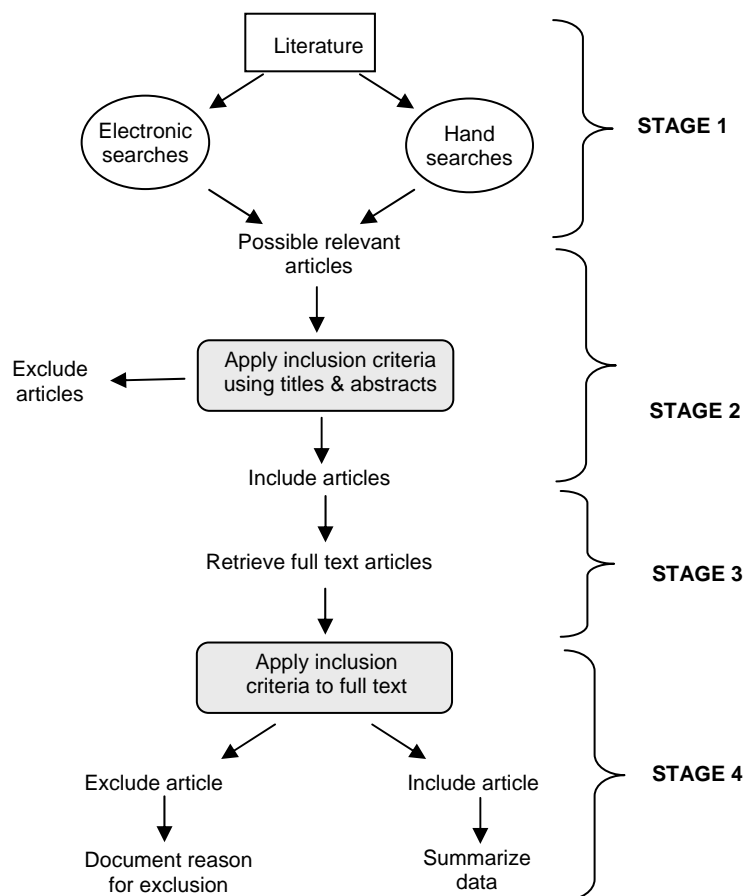 Literature
Electronic
searches
Hand
searches
STAGE 1
Possible relevant
articles
Apply inclusion criteria
using titles & abstracts
Exclude
articles
STAGE 2
Include articles
Retrieve full text articles
STAGE 3
Apply inclusion
criteria to full text
STAGE 4
Exclude article
Include article
Document reason
for exclusion
Summarize
data